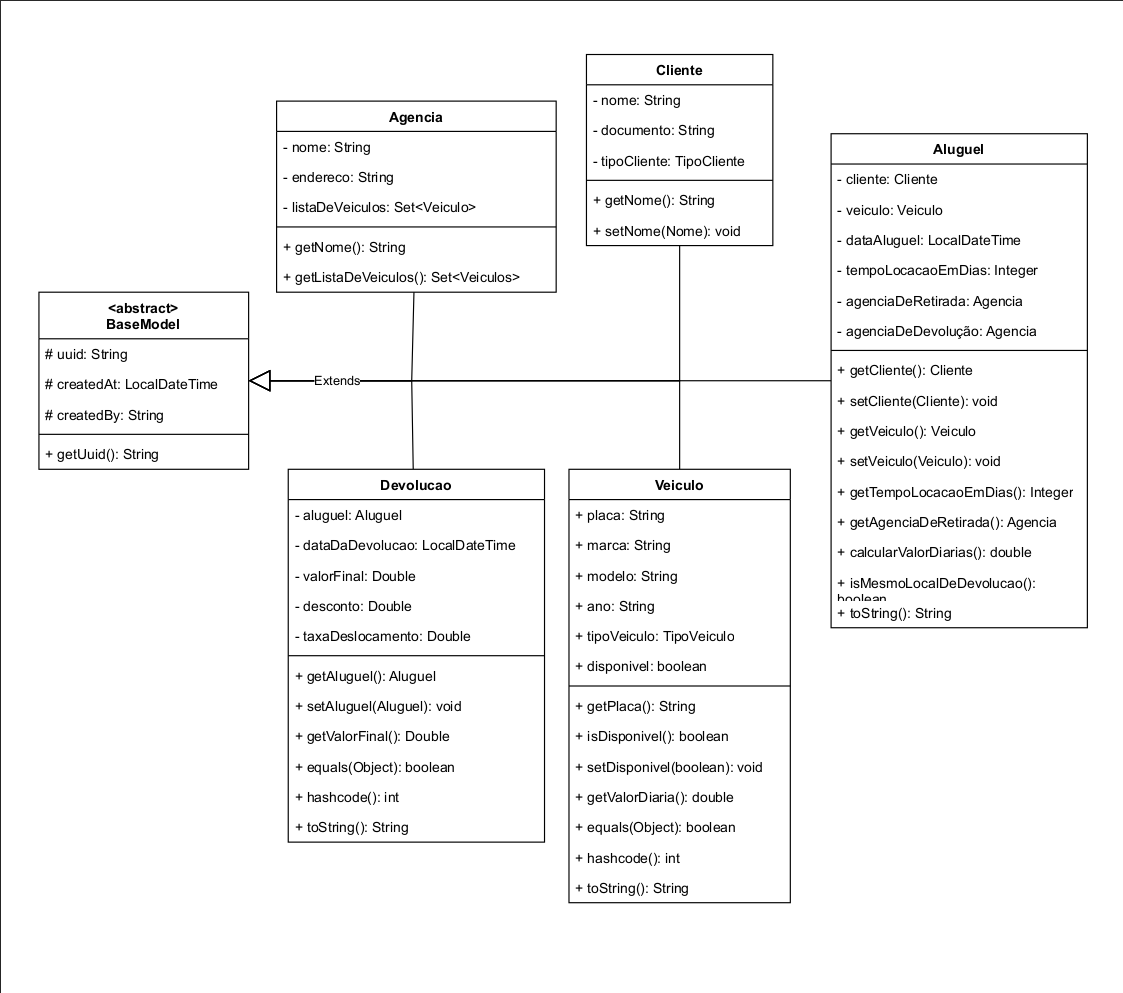 Cliente
- nome: String
- documento: String
- tipoCliente: TipoCliente
+ getNome(): String
+ setNome(Nome): void
Agencia
- nome: String
- endereco: String
- listaDeVeiculos: Set<Veiculo>
+ getNome(): String
+ getListaDeVeiculos(): Set<Veiculos>
Aluguel
- cliente: Cliente
- veiculo: Veiculo
- dataAluguel: LocalDateTime
- tempoLocacaoEmDias: Integer
- agenciaDeRetirada: Agencia
- agenciaDeDevolução: Agencia
+ getCliente(): Cliente
+ setCliente(Cliente): void
+ getVeiculo(): Veiculo
+ setVeiculo(Veiculo): void
+ getTempoLocacaoEmDias(): Integer
+ getAgenciaDeRetirada(): Agencia
+ calcularValorDiarias(): double
+ isMesmoLocalDeDevolucao():
boolean
+ toString(): String
<abstract>
BaseModel
# uuid: String
# createdAt: LocalDateTime
# createdBy: String
+ getUuid(): String
Extends
Devolucao
- aluguel: Aluguel
- dataDaDevolucao: LocalDateTime
- valorFinal: Double
- desconto: Double
- taxaDeslocamento: Double
+ getAluguel(): Aluguel
+ setAluguel(Aluguel): void
+ getValorFinal(): Double
+ equals(Object): boolean
+ hashcode(): int
+ toString(): String
Veiculo
+ placa: String
+ marca: String
+ modelo: String
+ ano: String
+ tipoVeiculo: TipoVeiculo
+ disponivel: boolean
+ getPlaca(): String
+ isDisponivel(): boolean
+ setDisponivel(boolean): void
+ getValorDiaria(): double
+ equals(Object): boolean
+ hashcode(): int
+ toString(): String